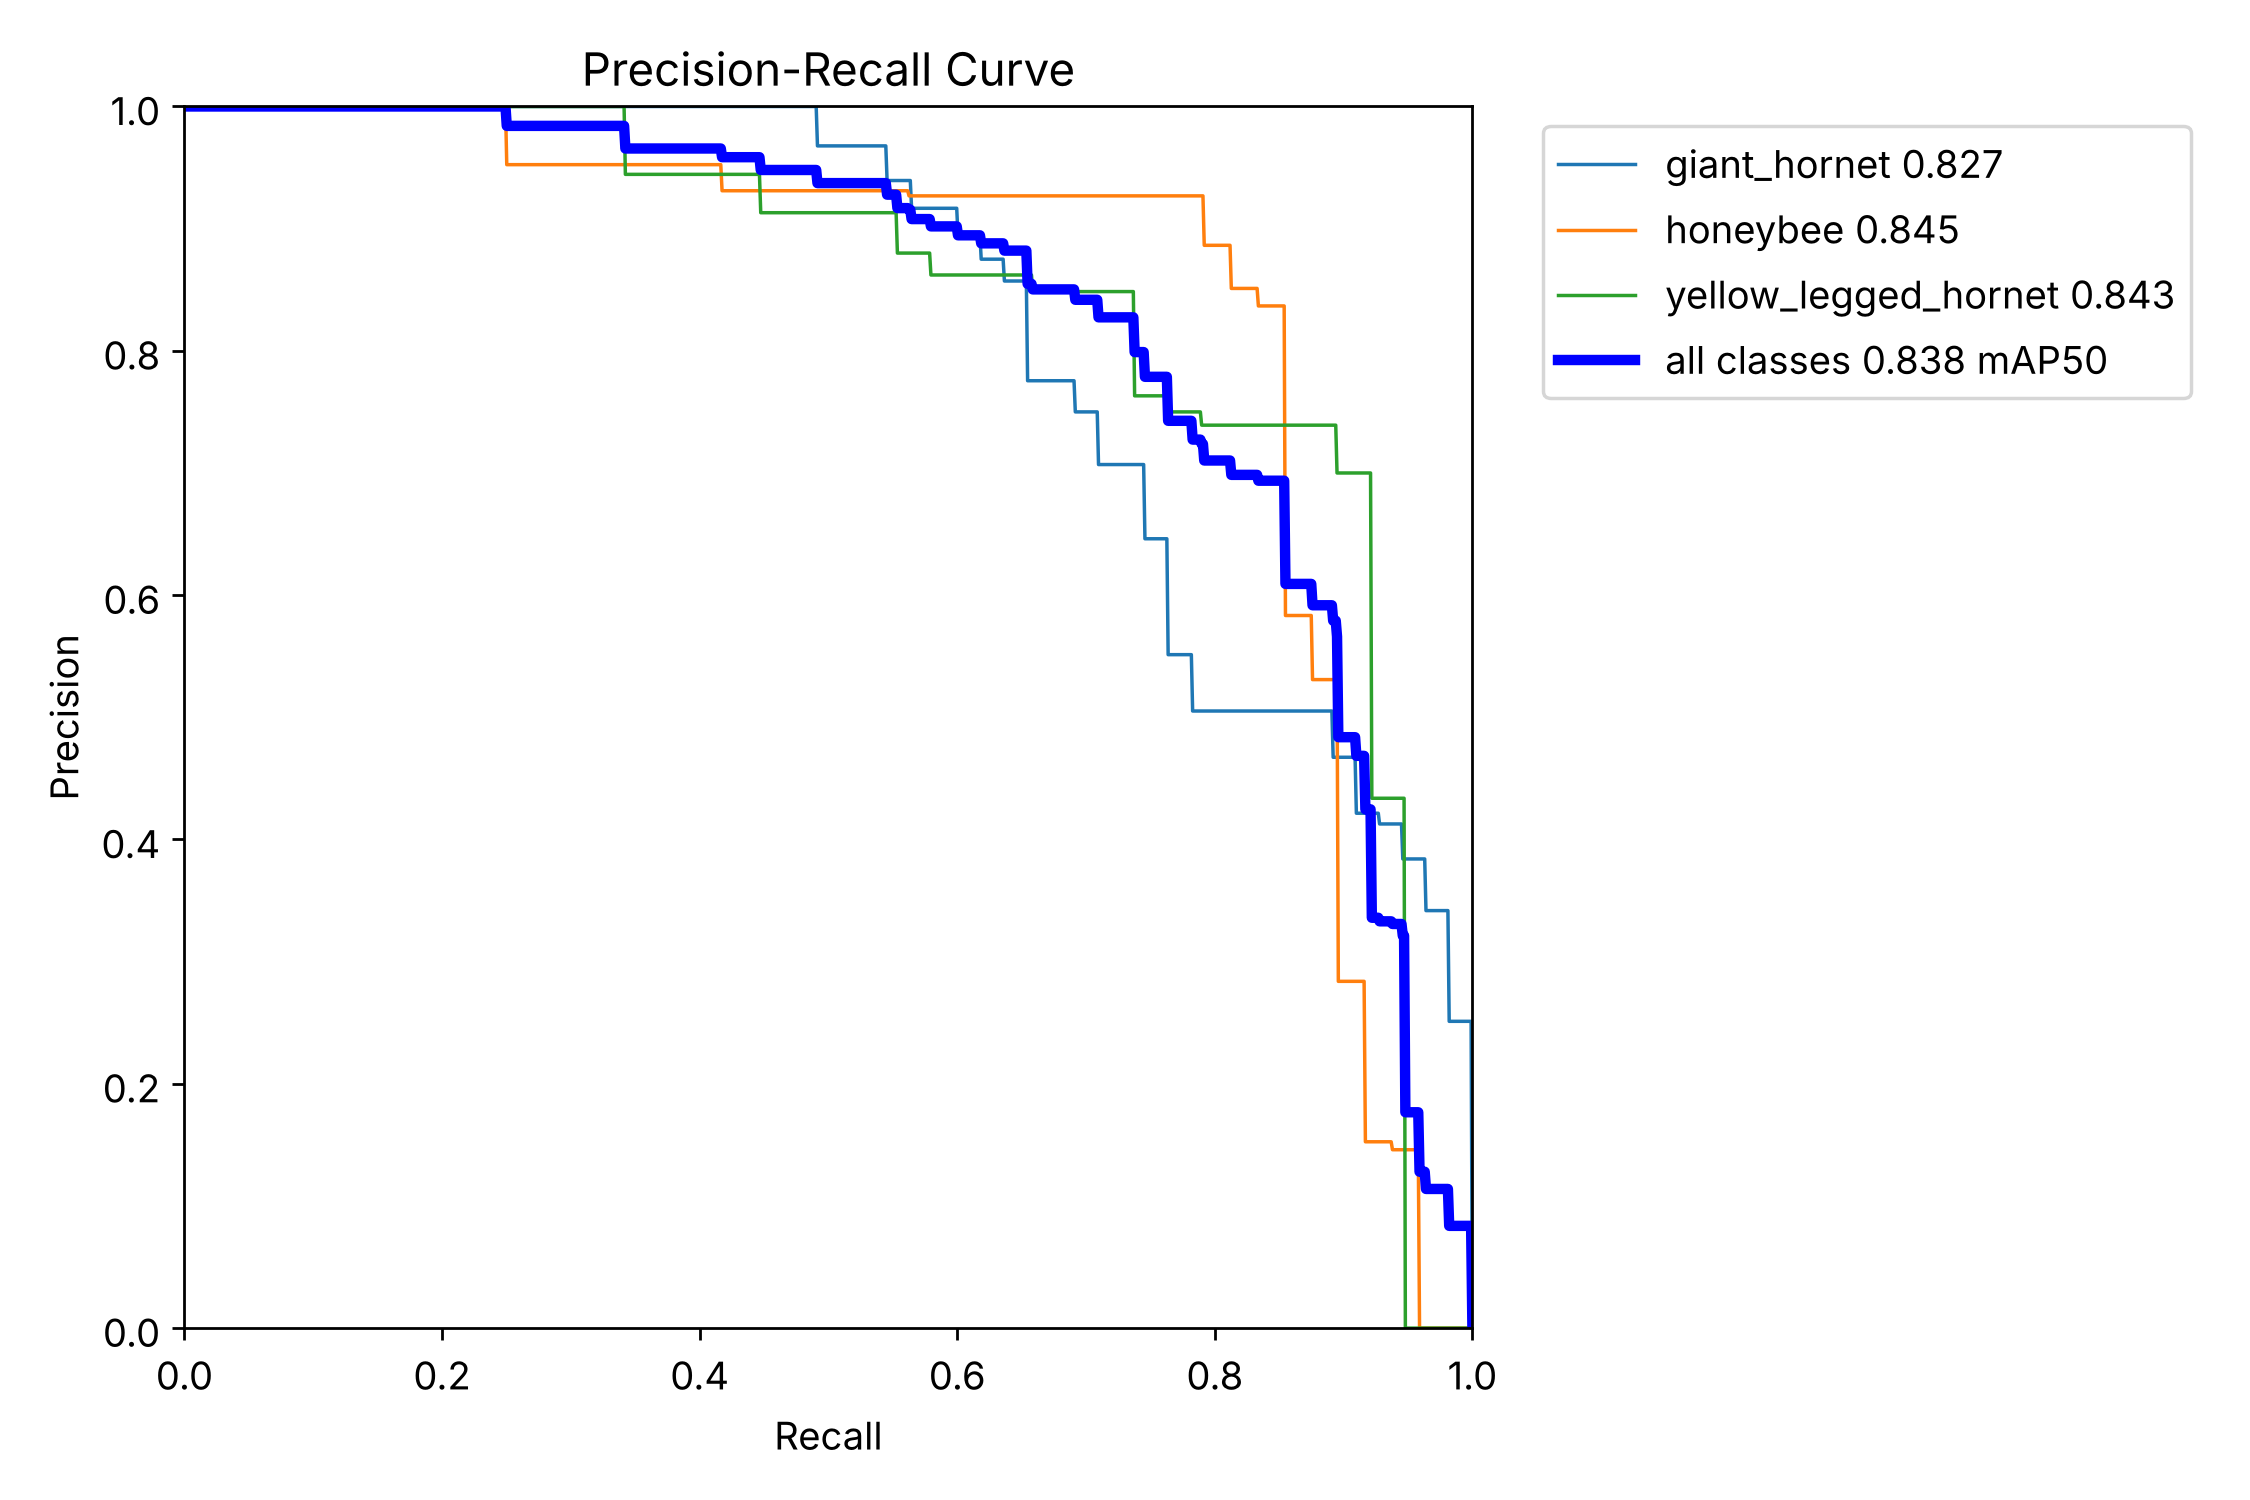 Precision-Recall Curve
1.0
0.8
0.6
0.4
0.2
0.0
Precision
0.0 0.2 0.4 0.6 0.8 1.0
Recall
giant_hornet 0.827
honeybee 0.845
yellow_legged_hornet 0.843
all classes 0.838 mAP50